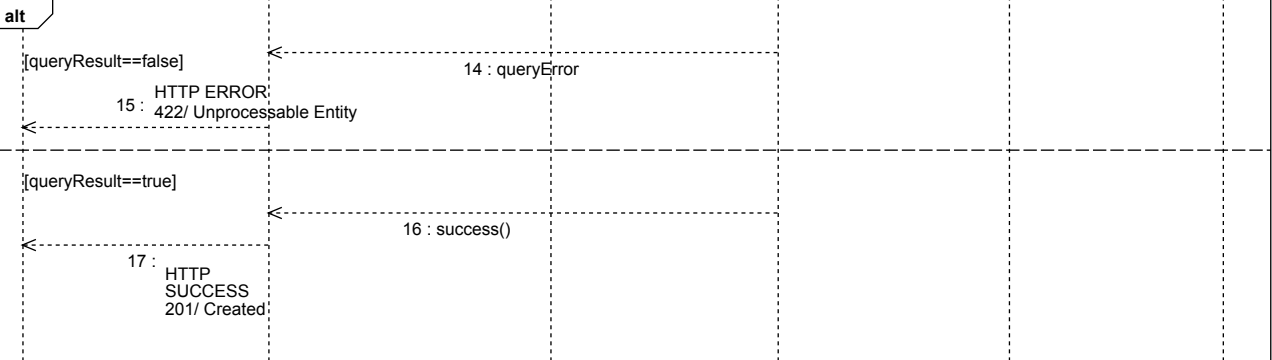 alt
[queryResult==false]
14 : queryError
15 :
HTTP ERROR
422/ Unprocessable Entity
[queryResult==true]
16 : success()
17 :
HTTP
SUCCESS
201/ Created